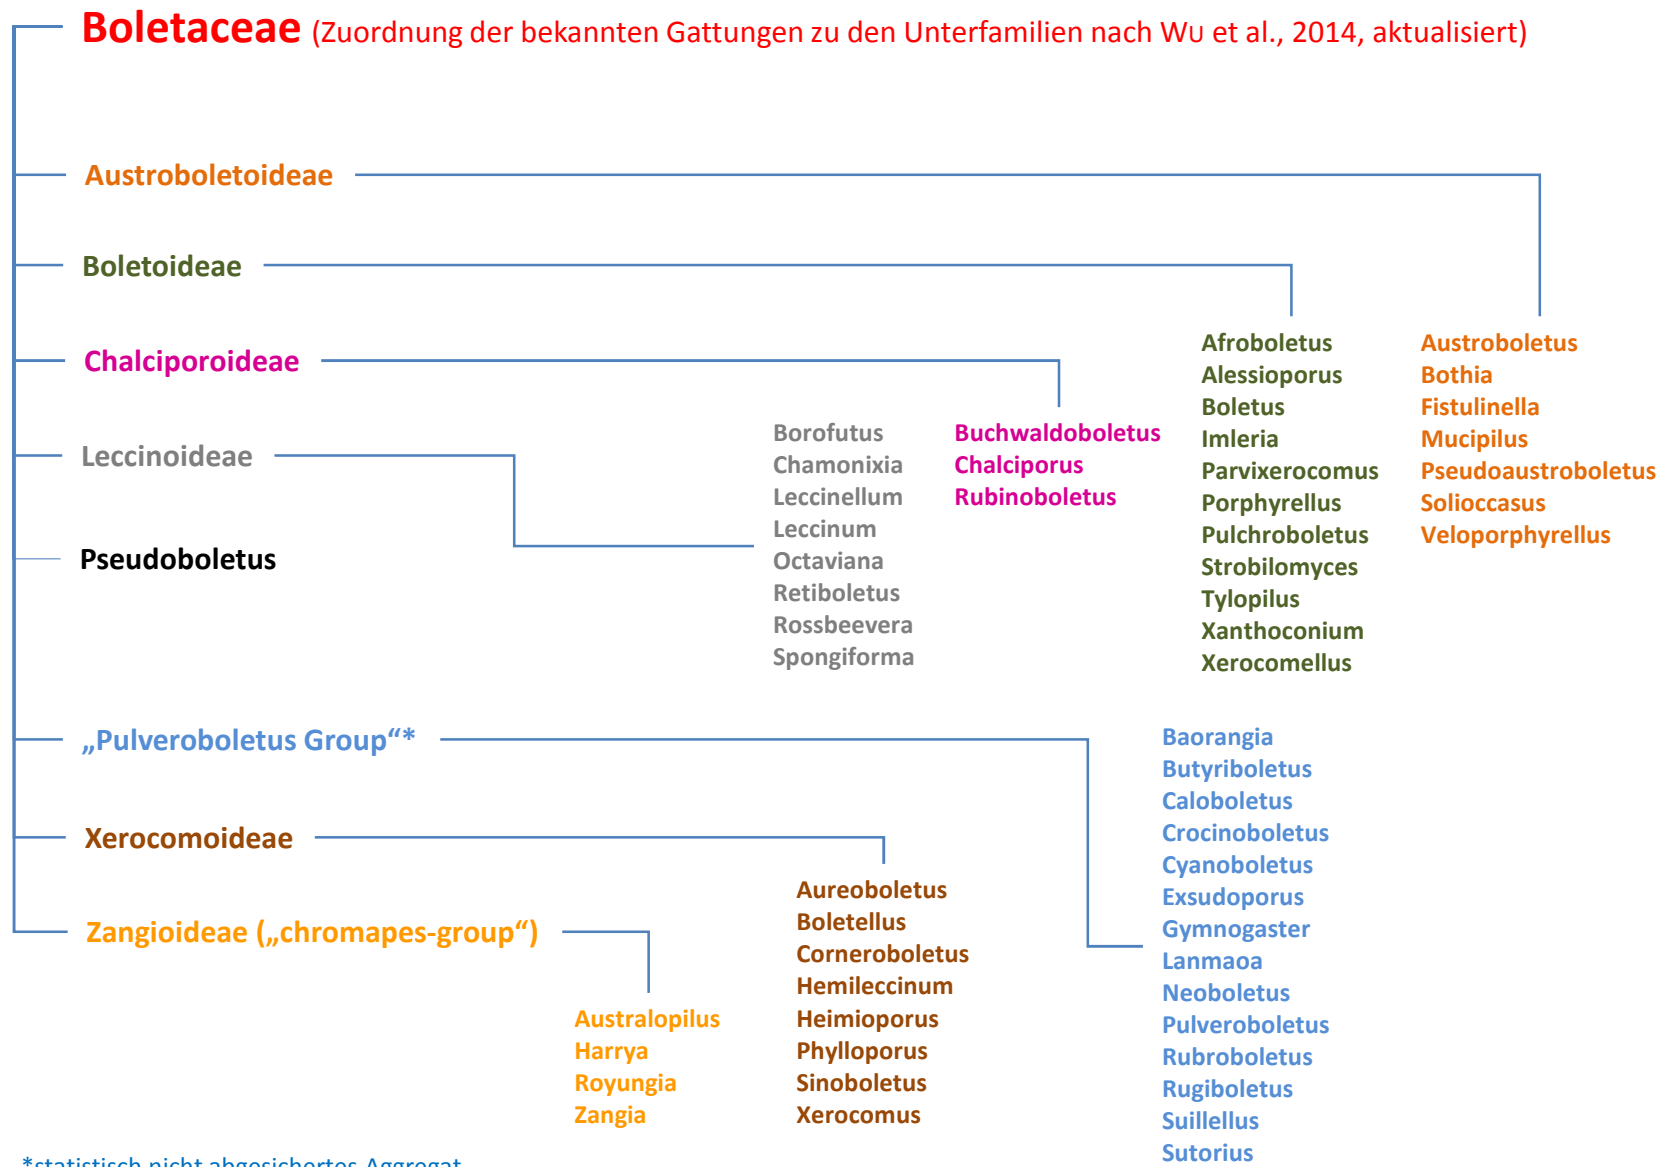 Boletaceae (Zuordnung der bekannten Gattungen zu den Unterfamilien nach WU et al., 2014, aktualisiert)
Austroboletoideae
Boletoideae
Chalciporoideae
Leccinoideae
Pseudoboletus
„Pulveroboletus Group“*
Xerocomoideae
Zangioideae („chromapes-group“)
Borofutus
Chamonixia
Leccinellum
Leccinum
Octaviana
Retiboletus
Rossbeevera
Spongiforma
Buchwaldoboletus
Chalciporus
Rubinoboletus
Afroboletus
Alessioporus
Boletus
Imleria
Parvixerocomus
Porphyrellus
Pulchroboletus
Strobilomyces
Tylopilus
Xanthoconium
Xerocomellus
Austroboletus
Bothia
Fistulinella
Mucipilus
Pseudoaustroboletus
Solioccasus
Veloporphyrellus
Australopilus
Harrya
Royungia
Zangia
Aureoboletus
Boletellus
Corneroboletus
Hemileccinum
Heimioporus
Phylloporus
Sinoboletus
Xerocomus
Baorangia
Butyriboletus
Caloboletus
Crocinoboletus
Cyanoboletus
Exsudoporus
Gymnogaster
Lanmaoa
Neoboletus
Pulveroboletus
Rubroboletus
Rugiboletus
Suillellus
Sutorius
*statistisch nicht abgesichertes Aggregat